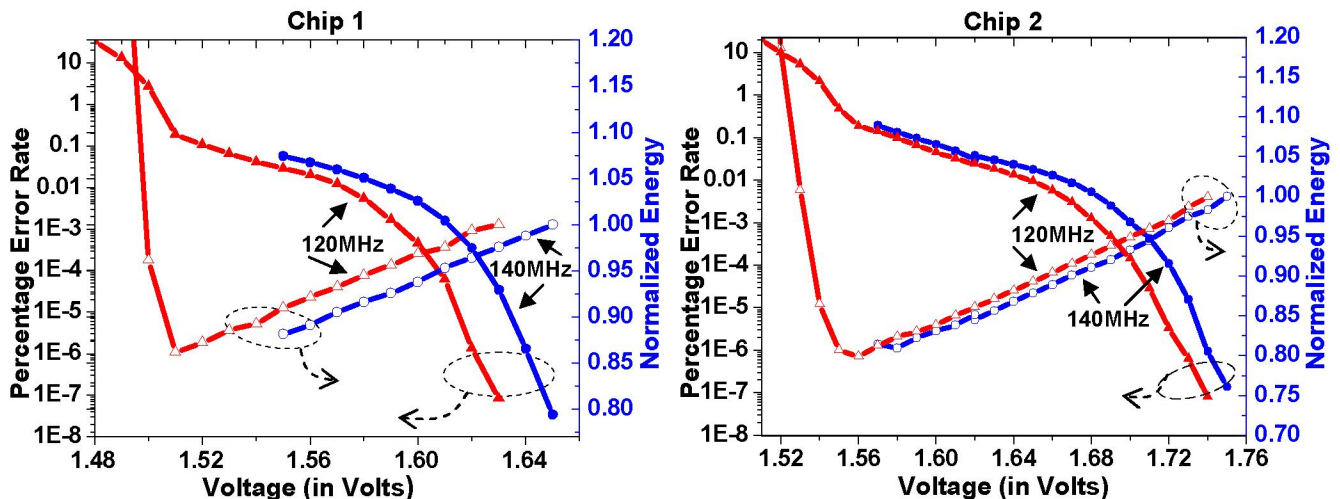 Chip 1
Percentage Error Rate
10
1
0.1
0.01
1E-3
1E-4
1E-5
1E-6
1E-7
1E-8
1.48
1.52
1.56
1.60
1.64
Voltage (in Volts)
1.20
1.15
1.10
1.05
1.00
0.95
0.90
0.85
0.80
Normalized Energy
120MHz
140MHz
Chip 2
Percentage Error Rate
10
1
0.1
0.01
1E-3
1E-4
1E-5
1E-6
1E-7
1E-8
1.52
1.56
1.60
1.64
1.68
1.72
1.76
Voltage (in Volts)
1.20
1.15
1.10
1.05
1.00
0.95
0.90
0.85
0.80
0.75
0.70
Normalized Energy
120MHz
140MHz